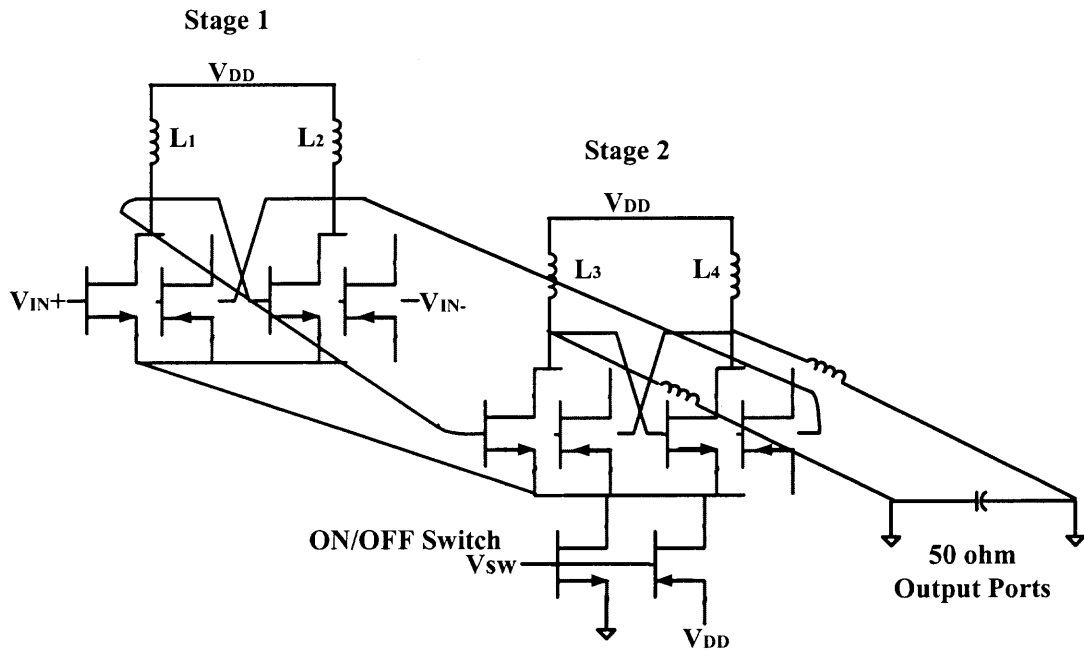 Stage 1
VDD
L1
L2
Stage 2
VDD
L3
L4
VIN+
VIN-
ON/OFF Switch
Vsw
VDD
50 ohm
Output Ports